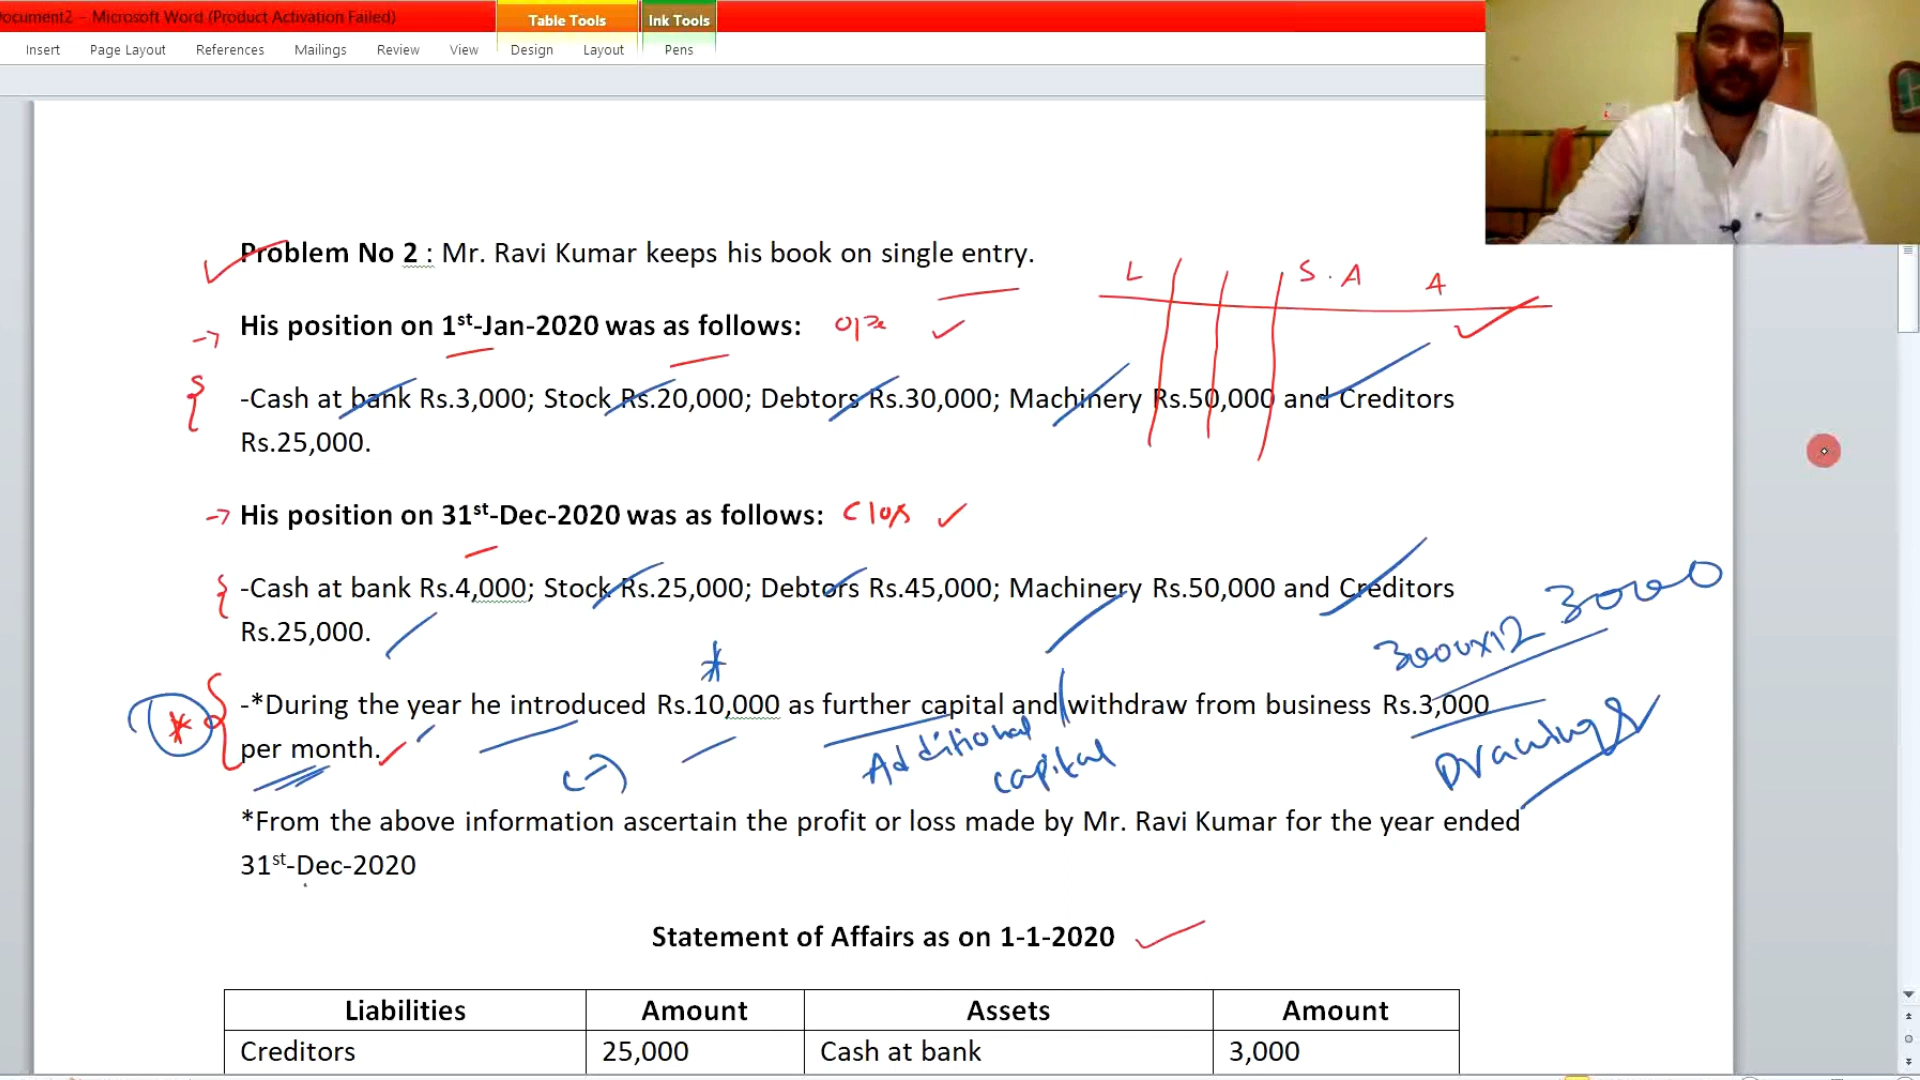 ocument2 - Microsoft Word (Product Activation Failed)
Table Tools
Ink Tools
Insert Page Layout References Mailings Review View Design Layout Pens
Problem No 2 : Mr. Ravi Kumar keeps his book on single entry.
L S.A A
His position on 1st-Jan-2020 was as follows:
-Cash at bank Rs.3,000; Stock Rs.20,000; Debtors Rs.30,000; Machinery Rs.50,000 and Creditors
Rs.25,000.
His position on 31st-Dec-2020 was as follows:
-Cash at bank Rs.4,000; Stock Rs.25,000; Debtors Rs.45,000; Machinery Rs.50,000 and Creditors
Rs.25,000.
3000x12
-*During the year he introduced Rs.10,000 as further capital and withdraw from business Rs.3,000
per month.
(-) Additional
capital
Drawings
*From the above information ascertain the profit or loss made by Mr. Ravi Kumar for the year ended
31st-Dec-2020
Statement of Affairs as on 1-1-2020
Liabilities Amount Assets Amount
Creditors 25,000 Cash at bank 3,000